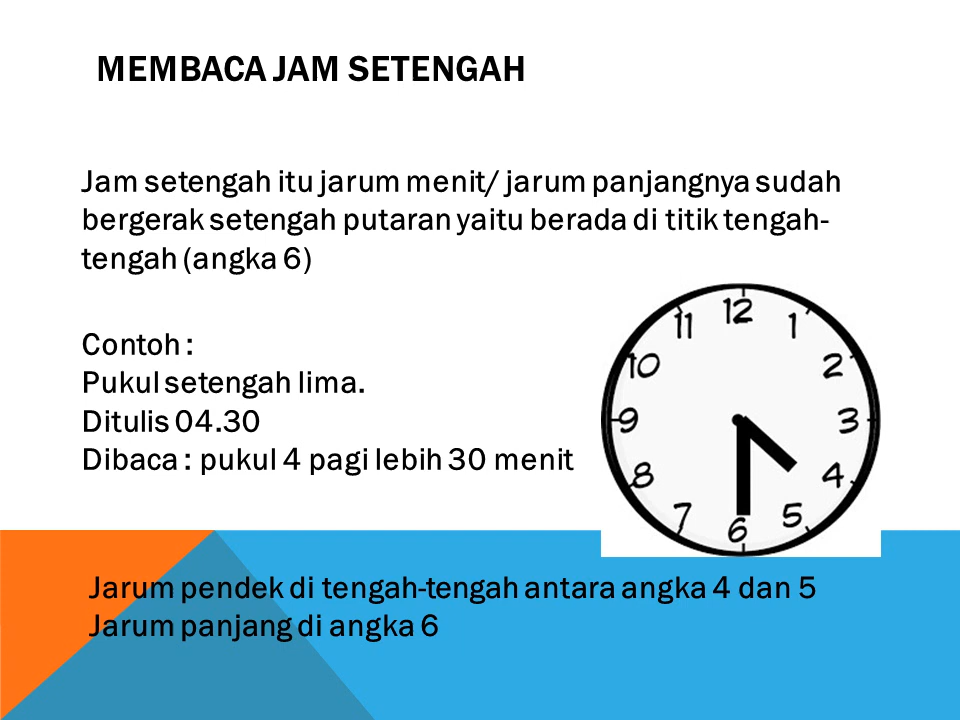 MEMBACA JAM SETENGAH
Jam setengah itu jarum menit/ jarum panjangnya sudah
bergerak setengah putaran yaitu berada di titik tengah-
tengah (angka 6)
Contoh :
Pukul setengah lima.
Ditulis 04.30
Dibaca : pukul 4 pagi lebih 30 menit
12
11
1
10
2
9
3
8
4
7
5
6
Jarum pendek di tengah-tengah antara angka 4 dan 5
Jarum panjang di angka 6